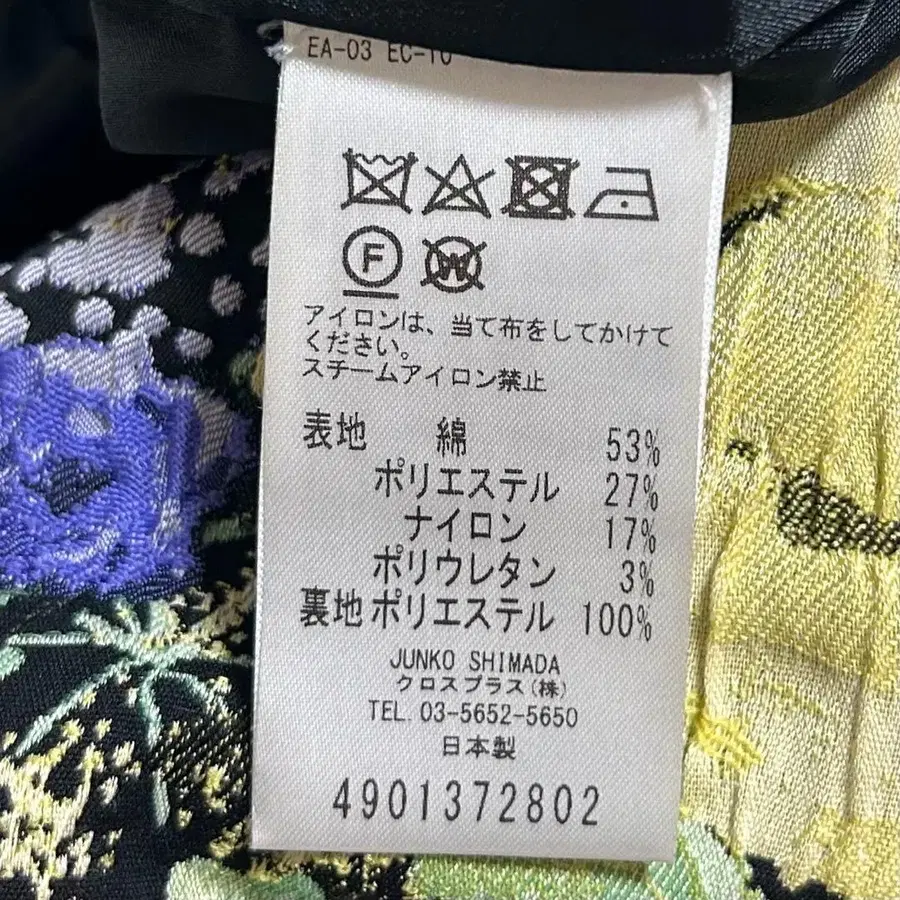 EA-03 EC-10
F W
アイロンは、当て布をしてかけて
ください。
スチームアイロン禁止
表地 綿 53%
ポリエステル 27%
ナイロン 17%
ポリウレタン 3%
裏地 ポリエステル 100%
JUNKO SHIMADA
クロスプラス(株)
TEL. 03-5652-5650
日本製
4901372802